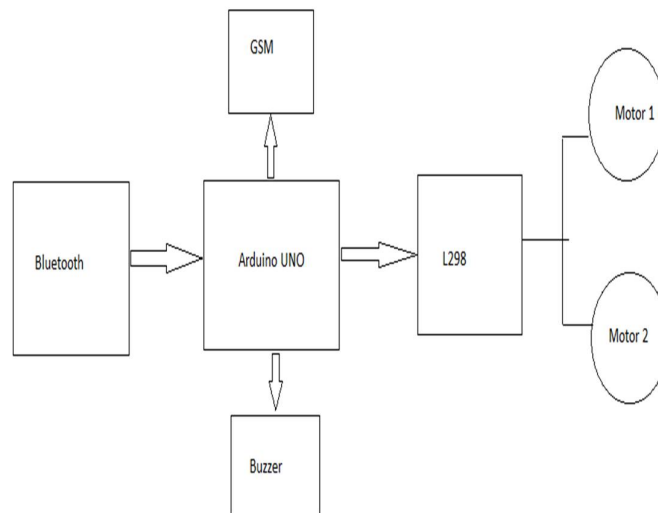 GSM
Motor 1
Bluetooth
Arduino UNO
L298
Motor 2
Buzzer